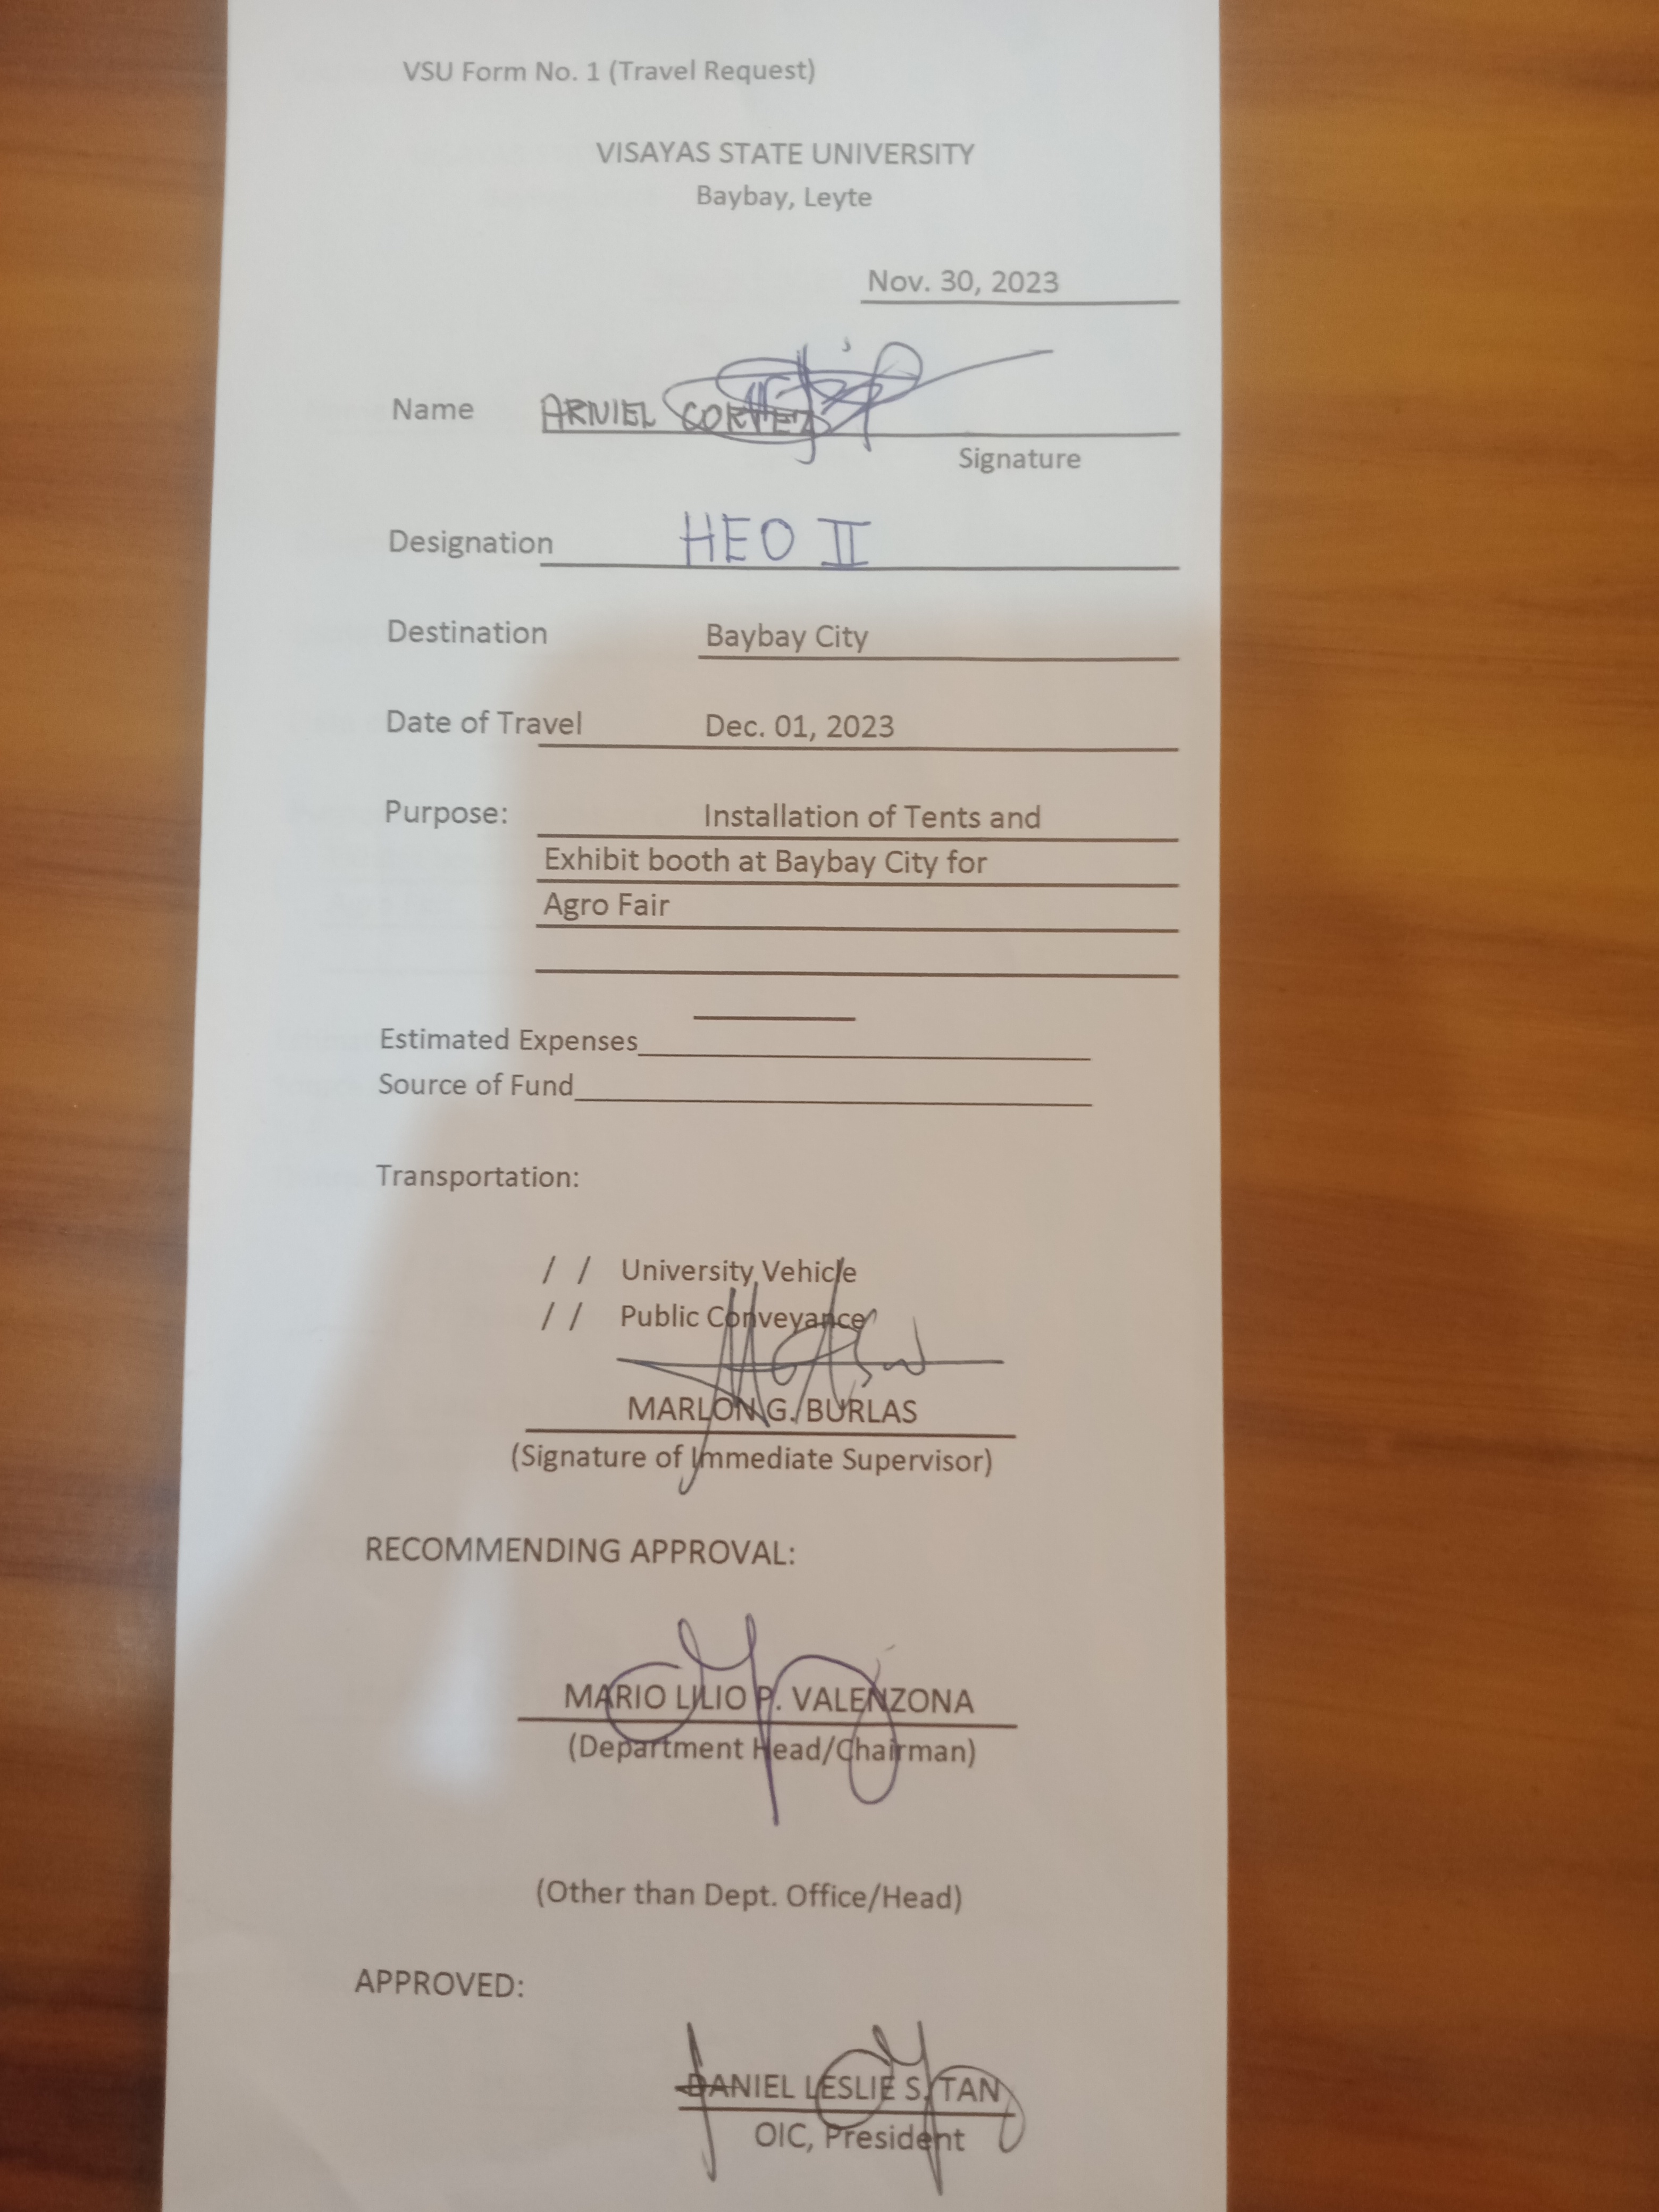 VSU Form No. 1 (Travel Request)
VISAYAS STATE UNIVERSITY
Baybay, Leyte
Nov. 30, 2023
Name ARNIEL CORTEZ
Signature
Designation HEO II
Destination Baybay City
Date of Travel Dec. 01, 2023
Purpose: Installation of Tents and
Exhibit booth at Baybay City for
Agro Fair
Estimated Expenses
Source of Fund
Transportation:
/ / University Vehicle
/ / Public Conveyance
MARLON G. BURLAS
(Signature of Immediate Supervisor)
RECOMMENDING APPROVAL:
MARIO LILIO P. VALENZONA
(Department Head/Chairman)
(Other than Dept. Office/Head)
APPROVED:
DANIEL LESLIE S. TAN
OIC, President